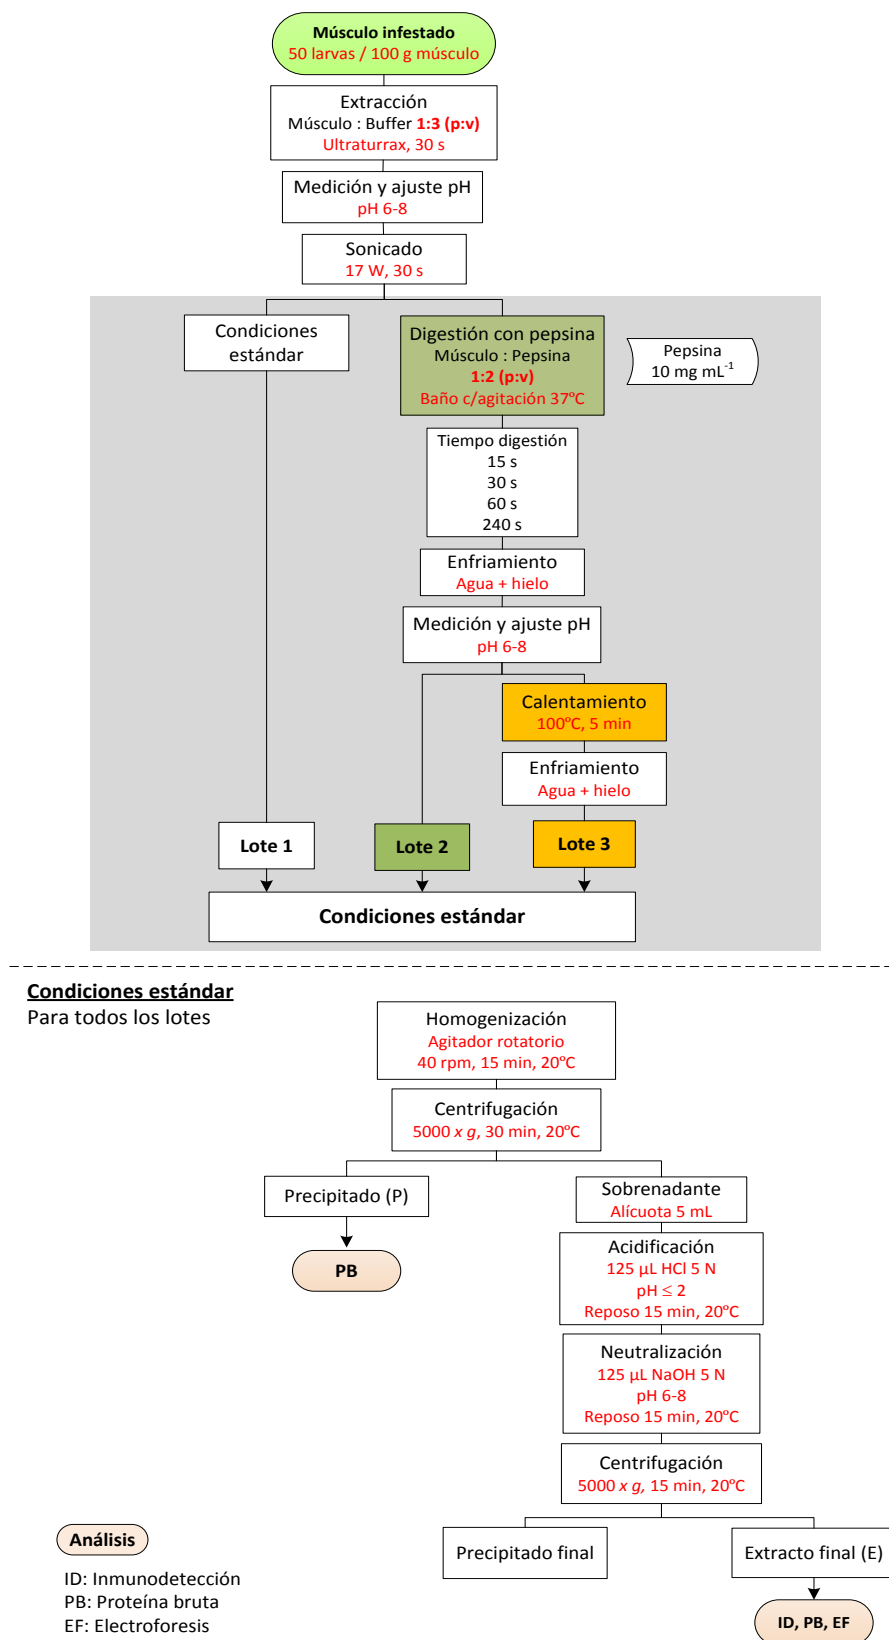 Músculo infestado
50 larvas / 100 g músculo
Extracción
Músculo : Buffer 1:3 (p:v)
Ultraturrax, 30 s
Medición y ajuste pH
pH 6-8
Sonicado
17 W, 30 s
Condiciones
estándar
Digestión con pepsina
Músculo : Pepsina
1:2 (p:v)
Baño c/agitación 37ºC
Pepsina
10 mg mL⁻¹
Tiempo digestión
15 s
30 s
60 s
240 s
Enfriamiento
Agua + hielo
Medición y ajuste pH
pH 6-8
Calentamiento
100ºC, 5 min
Enfriamiento
Agua + hielo
Lote 1
Lote 2
Lote 3
Condiciones estándar
Condiciones estándar
Para todos los lotes
Homogenización
Agitador rotatorio
40 rpm, 15 min, 20ºC
Centrifugación
5000 x g, 30 min, 20ºC
Precipitado (P)
PB
Sobrenadante
Alícuota 5 mL
Acidificación
125 µL HCl 5 N
pH ≤ 2
Reposo 15 min, 20ºC
Neutralización
125 µL NaOH 5 N
pH 6-8
Reposo 15 min, 20ºC
Centrifugación
5000 x g, 15 min, 20ºC
Precipitado final
Extracto final (E)
ID, PB, EF
Análisis
ID: Inmunodetección
PB: Proteína bruta
EF: Electroforesis